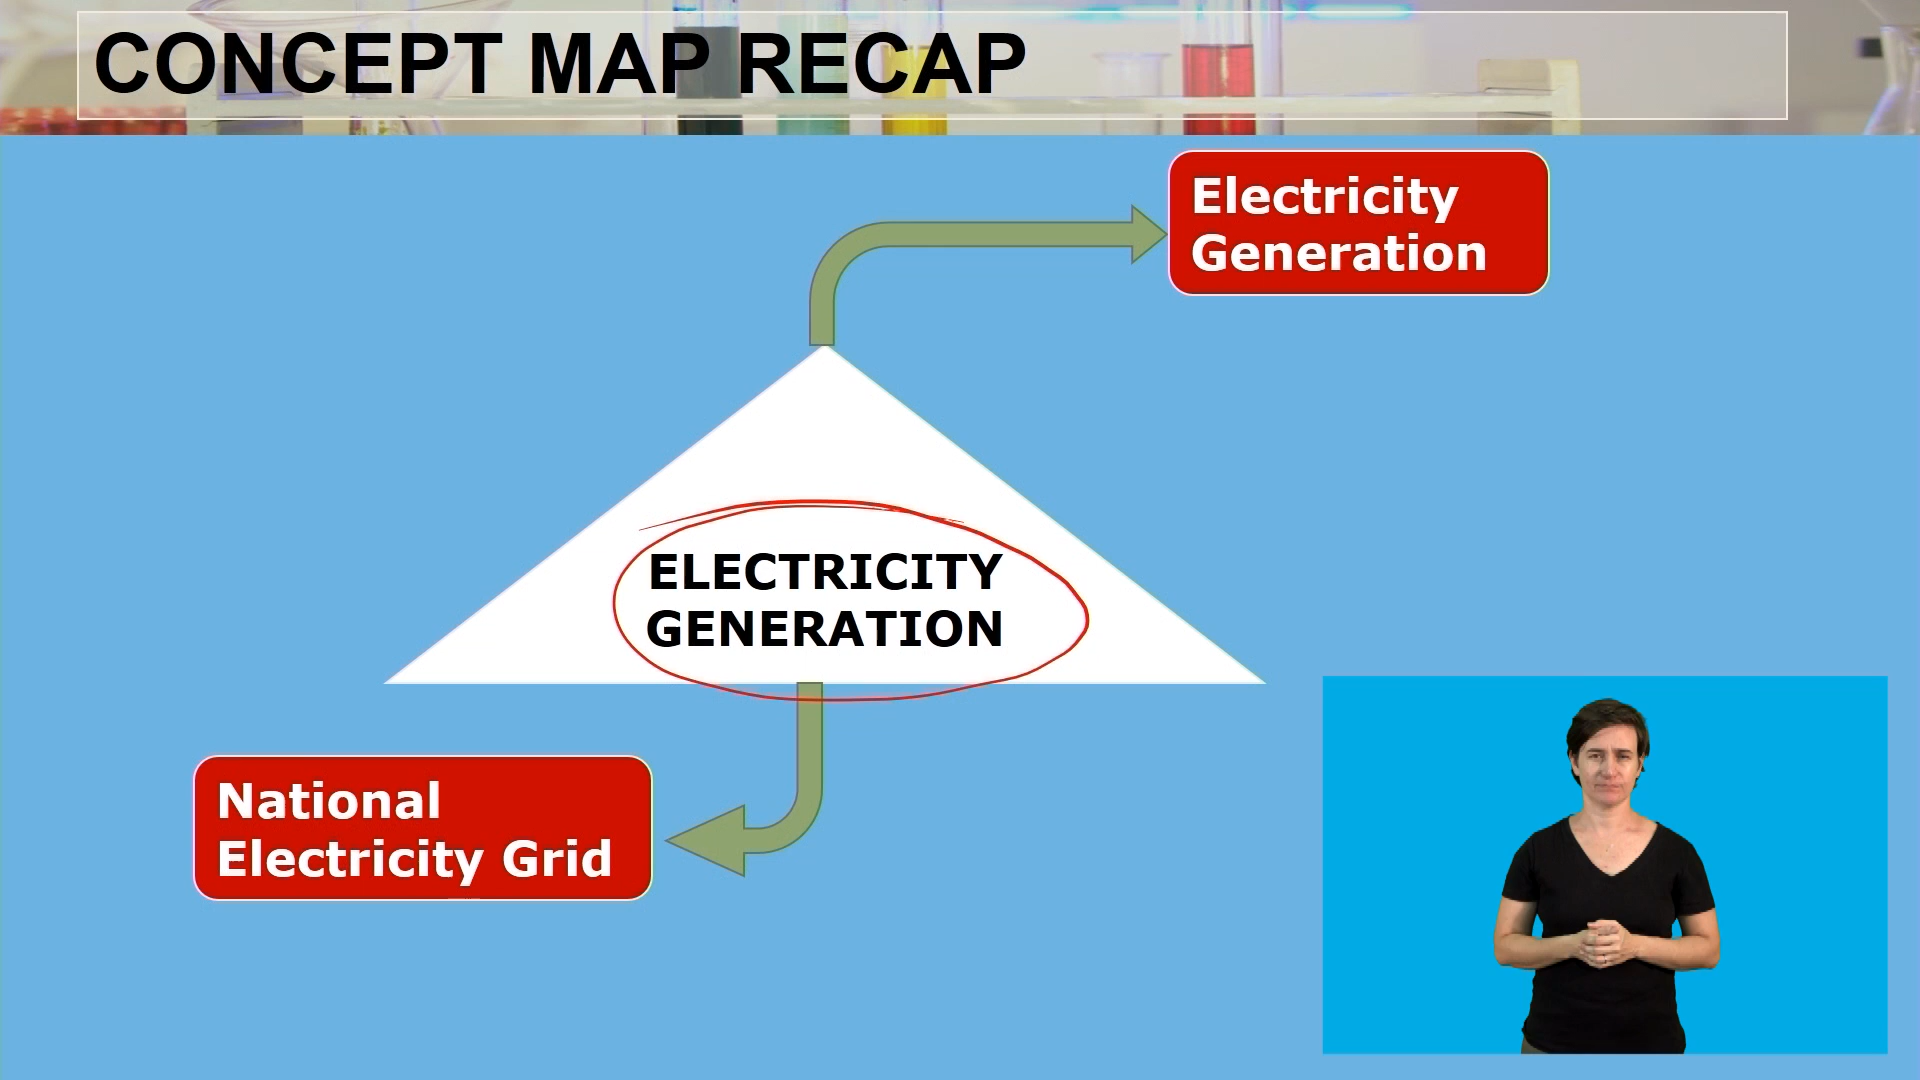 CONCEPT MAP RECAP
Electricity
Generation
ELECTRICITY
GENERATION
National
Electricity Grid